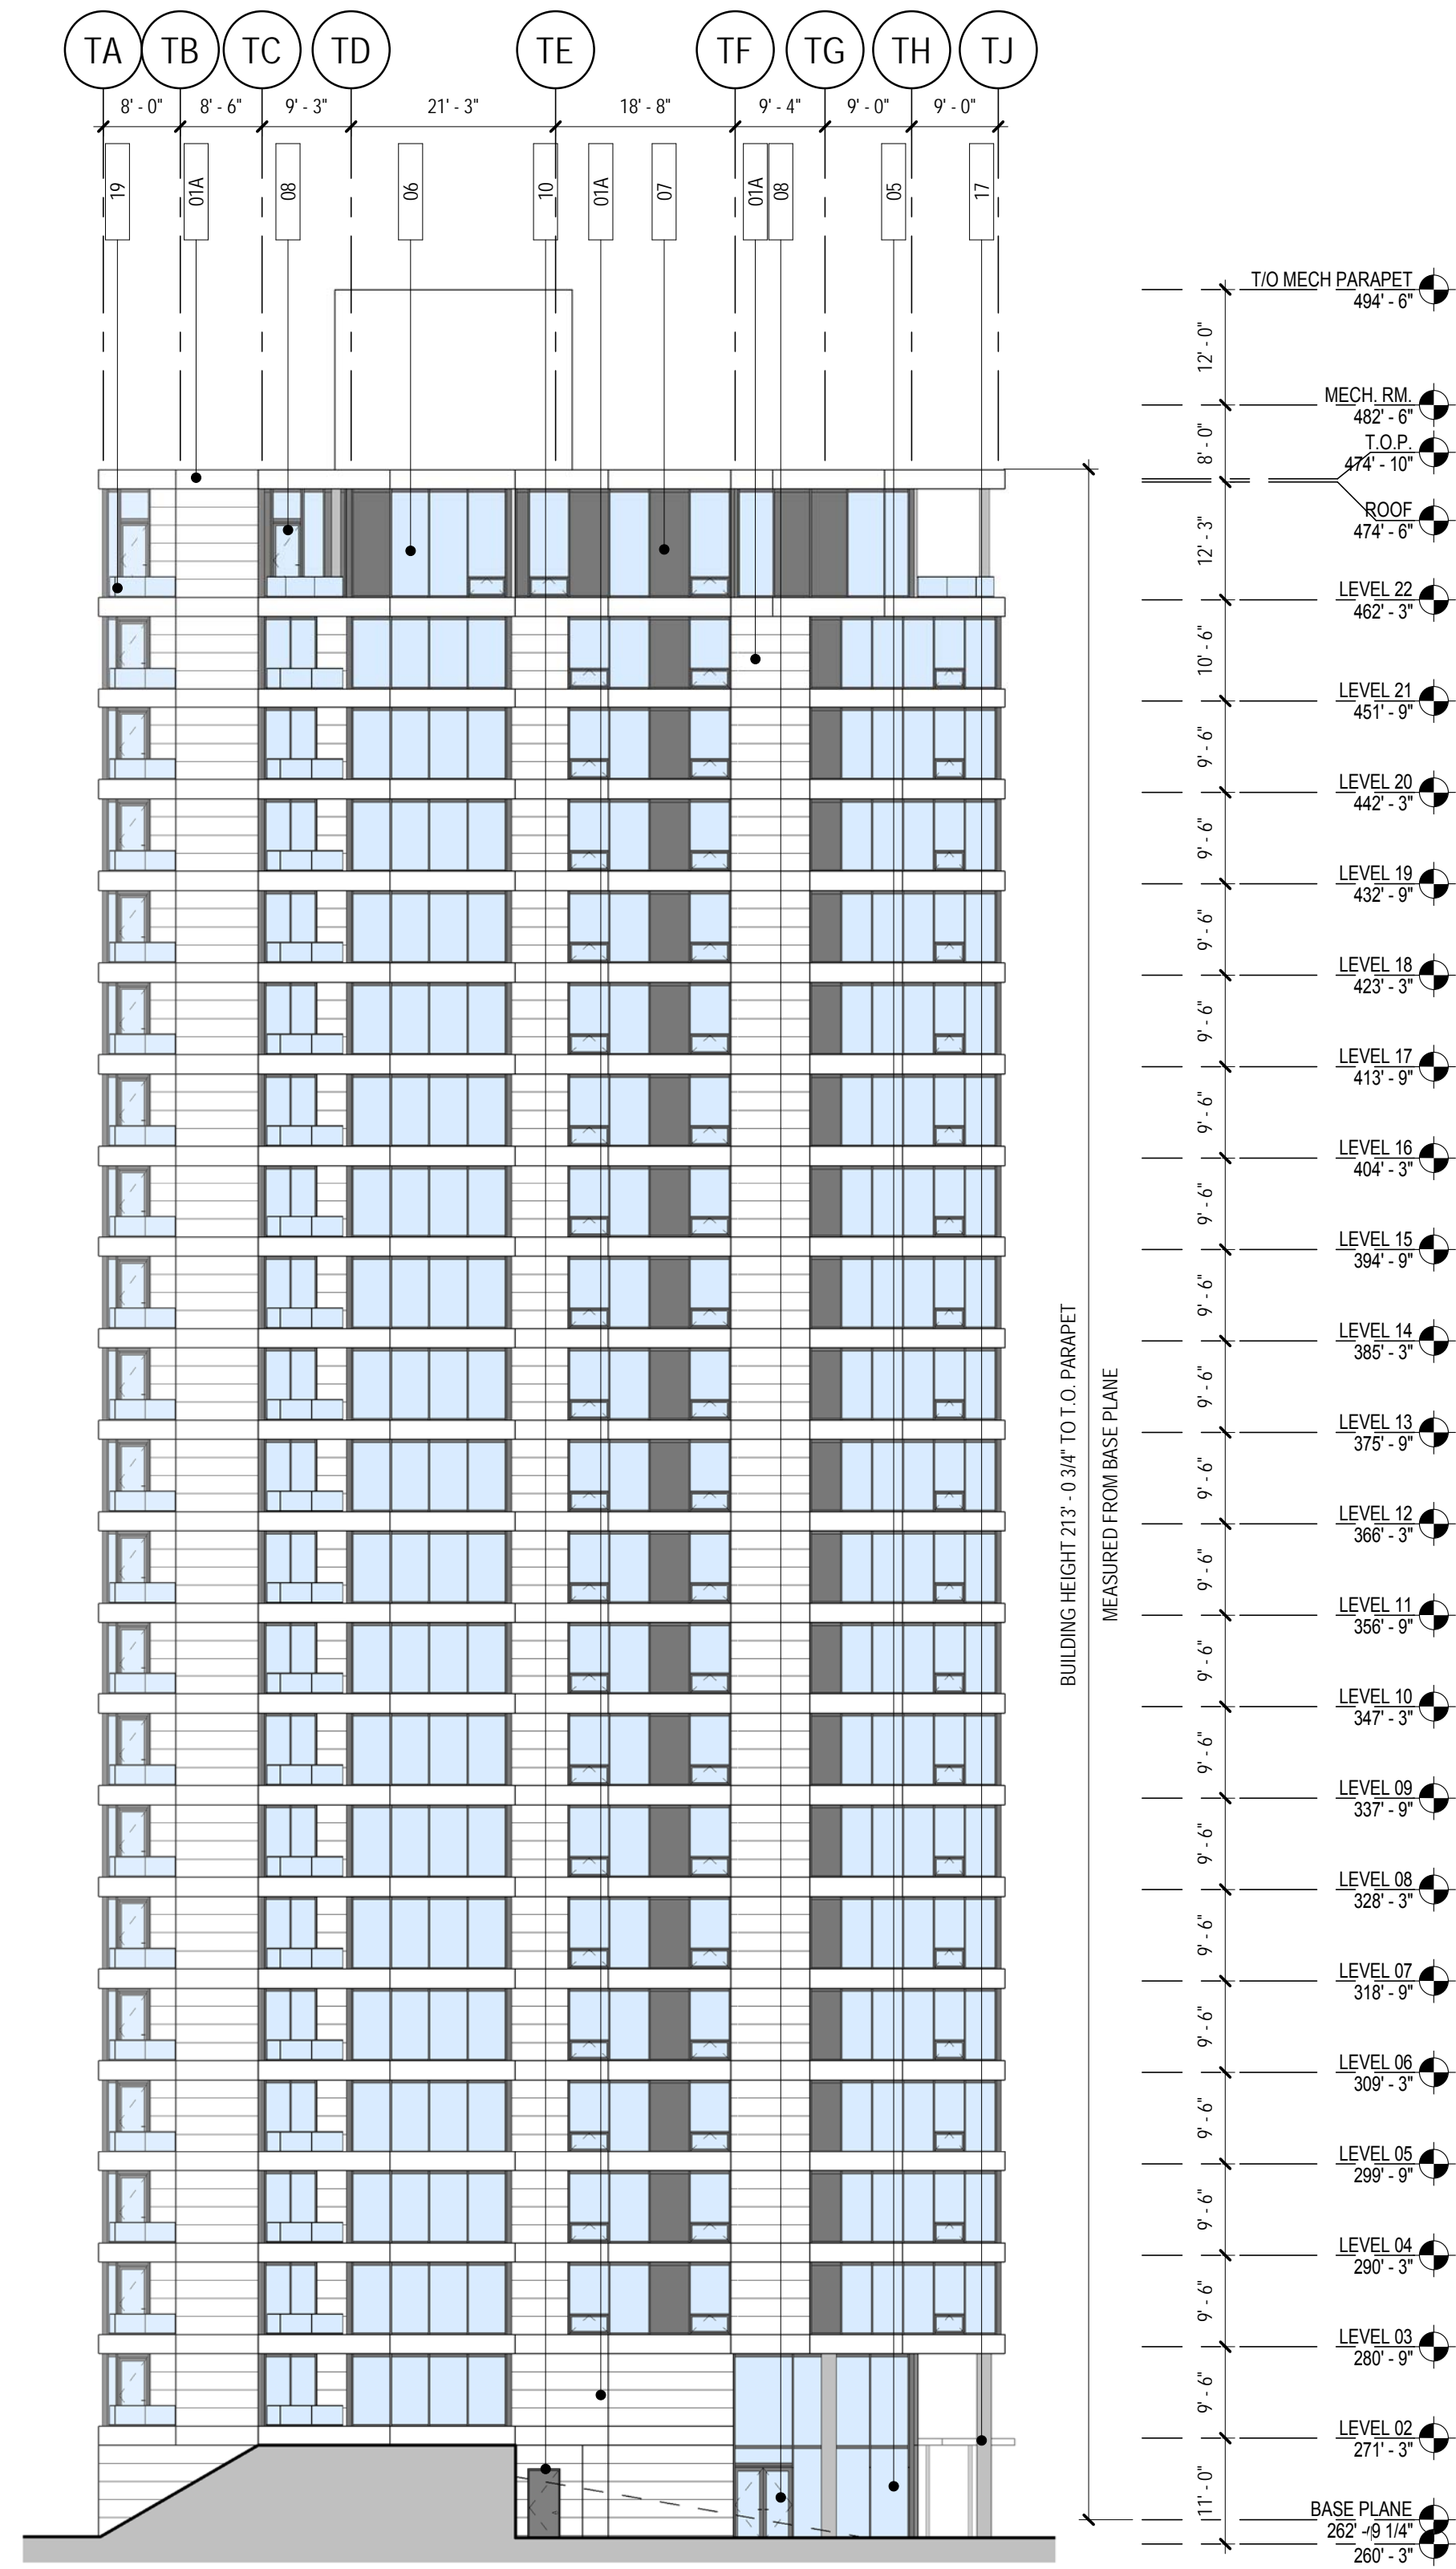 TA TB TC TD TE TF TG TH TJ
8' - 0" 8' - 6" 9' - 3" 21' - 3" 18' - 8" 9' - 4" 9' - 0" 9' - 0"
19 01A 08 06 10 01A 07 01A 08 05 17
T/O MECH PARAPET
494' - 6"
12' - 0"
MECH. RM.
482' - 6"
8' - 0"
T.O.P.
474' - 10"
ROOF
474' - 6"
12' - 3"
LEVEL 22
462' - 3"
10' - 6"
LEVEL 21
451' - 9"
9' - 6"
LEVEL 20
442' - 3"
9' - 6"
LEVEL 19
432' - 9"
9' - 6"
LEVEL 18
423' - 3"
9' - 6"
LEVEL 17
413' - 9"
9' - 6"
LEVEL 16
404' - 3"
9' - 6"
LEVEL 15
394' - 9"
9' - 6"
LEVEL 14
385' - 3"
9' - 6"
LEVEL 13
375' - 9"
9' - 6"
LEVEL 12
366' - 3"
9' - 6"
LEVEL 11
356' - 9"
9' - 6"
LEVEL 10
347' - 3"
9' - 6"
LEVEL 09
337' - 9"
9' - 6"
LEVEL 08
328' - 3"
9' - 6"
LEVEL 07
318' - 9"
9' - 6"
LEVEL 06
309' - 3"
9' - 6"
LEVEL 05
299' - 9"
9' - 6"
LEVEL 04
290' - 3"
9' - 6"
LEVEL 03
280' - 9"
9' - 6"
LEVEL 02
271' - 3"
11' - 0"
BASE PLANE
262' - 9 1/4"
260' - 3"
BUILDING HEIGHT 213' - 0 3/4" TO T.O. PARAPET
MEASURED FROM BASE PLANE